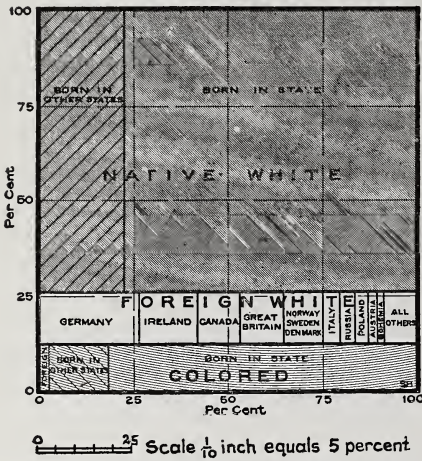 100
BORN IN
OTHER STATES
BORN IN STATE
75
NATIVE WHITE
Per Cent
50
25
FOREIGN WHITE
GERMANY
IRELAND
CANADA
GREAT
BRITAIN
NORWAY
SWEDEN
DENMARK
ITALY
RUSSIA
POLAND
AUSTRIA
BOHEMIA
ALL
OTHERS
FOREIGN
BORN IN
OTHER STATES
BORN IN STATE
COLORED
0
0 25 50 75 100
Per Cent
0 25 Scale 1/10 inch equals 5 percent